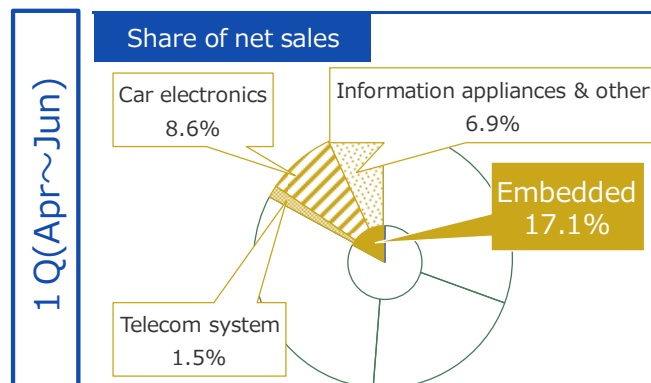 1 Q(Apr～Jun)
Share of net sales
Car electronics
8.6%
Information appliances & other
6.9%
Embedded
17.1%
Telecom system
1.5%